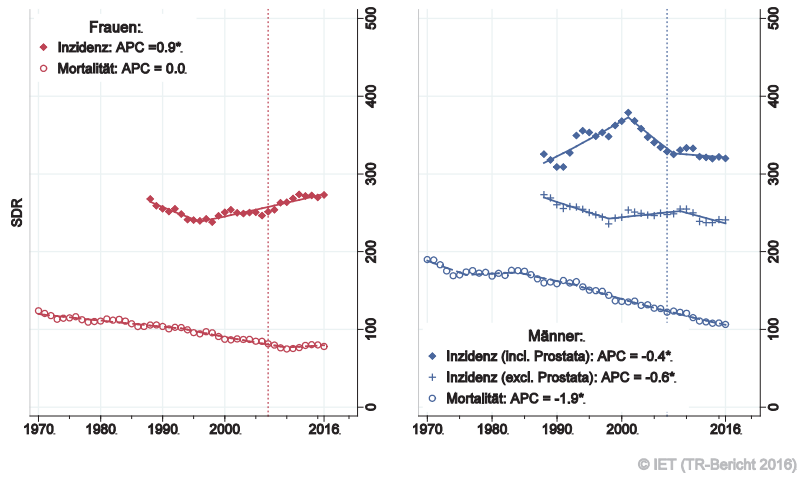 Frauen:.
Inzidenz: APC =0.9*.
Mortalität: APC = 0.0.
SDR
500
400
300
200
100
0
1970.
1980.
1990.
2000.
2016.
500
400
300
200
100
0
Männer:.
Inzidenz (incl. Prostata): APC = -0.4*.
Inzidenz (excl. Prostata): APC = -0.6*.
Mortalität: APC = -1.9*.
1970.
1980.
1990.
2000.
2016.
© IET (TR-Bericht 2016)